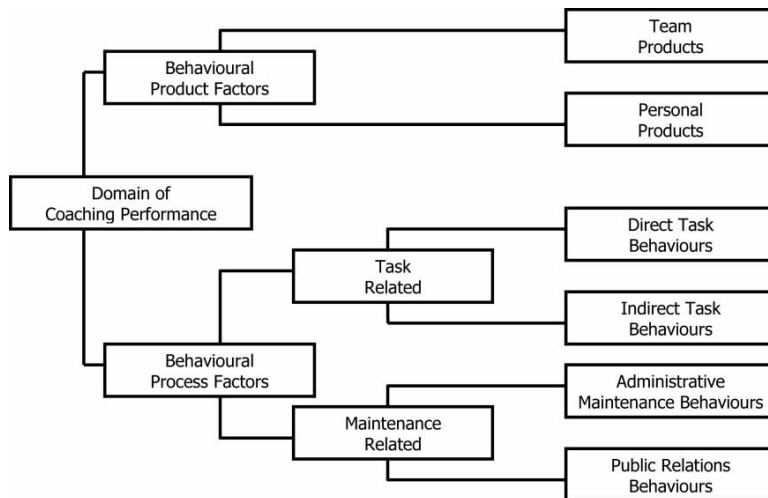 Team
Products
Behavioural
Product Factors
Personal
Products
Domain of
Coaching Performance
Direct Task
Behaviours
Task
Related
Indirect Task
Behaviours
Behavioural
Process Factors
Administrative
Maintenance Behaviours
Maintenance
Related
Public Relations
Behaviours